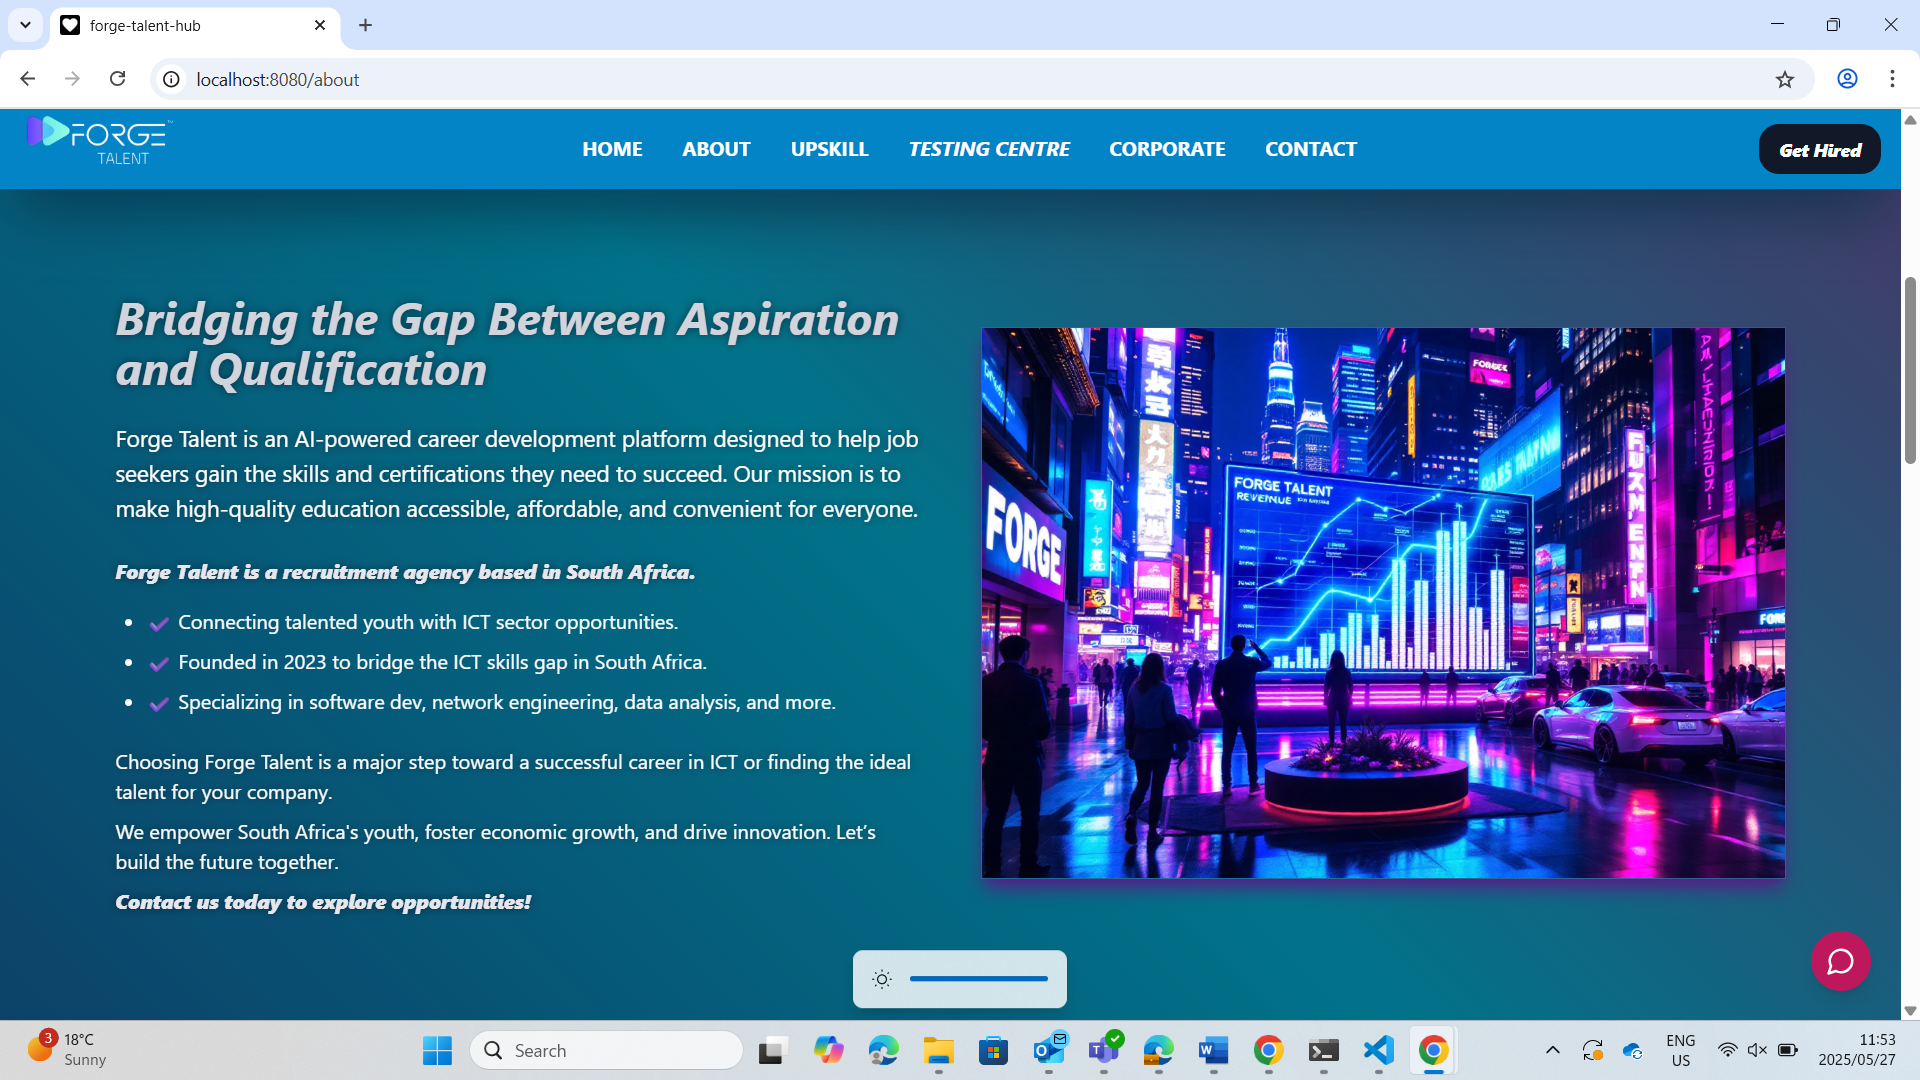 forge-talent-hub
localhost:8080/about
FORGE
TALENT
HOME ABOUT UPSKILL TESTING CENTRE CORPORATE CONTACT
Get Hired
Bridging the Gap Between Aspiration
and Qualification
Forge Talent is an AI-powered career development platform designed to help job
seekers gain the skills and certifications they need to succeed. Our mission is to
make high-quality education accessible, affordable, and convenient for everyone.
Forge Talent is a recruitment agency based in South Africa.
Connecting talented youth with ICT sector opportunities.
Founded in 2023 to bridge the ICT skills gap in South Africa.
Specializing in software dev, network engineering, data analysis, and more.
Choosing Forge Talent is a major step toward a successful career in ICT or finding the ideal
talent for your company.
We empower South Africa's youth, foster economic growth, and drive innovation. Let's
build the future together.
Contact us today to explore opportunities!
FORGE
FORGE TALENT
REVENUE
3
18°C
Sunny
Search
ENG
US
11:53
2025/05/27